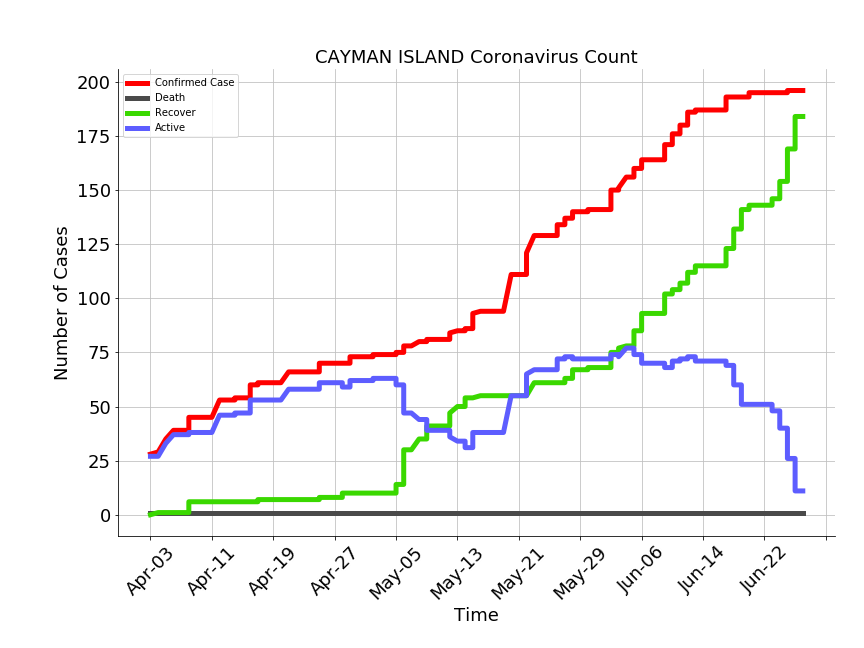 CAYMAN ISLAND Coronavirus Count
Confirmed Case
Death
Recover
Active
Number of Cases
200
175
150
125
100
75
50
25
0
Apr-03
Apr-11
Apr-19
Apr-27
May-05
May-13
May-21
May-29
Jun-06
Jun-14
Jun-22
Time